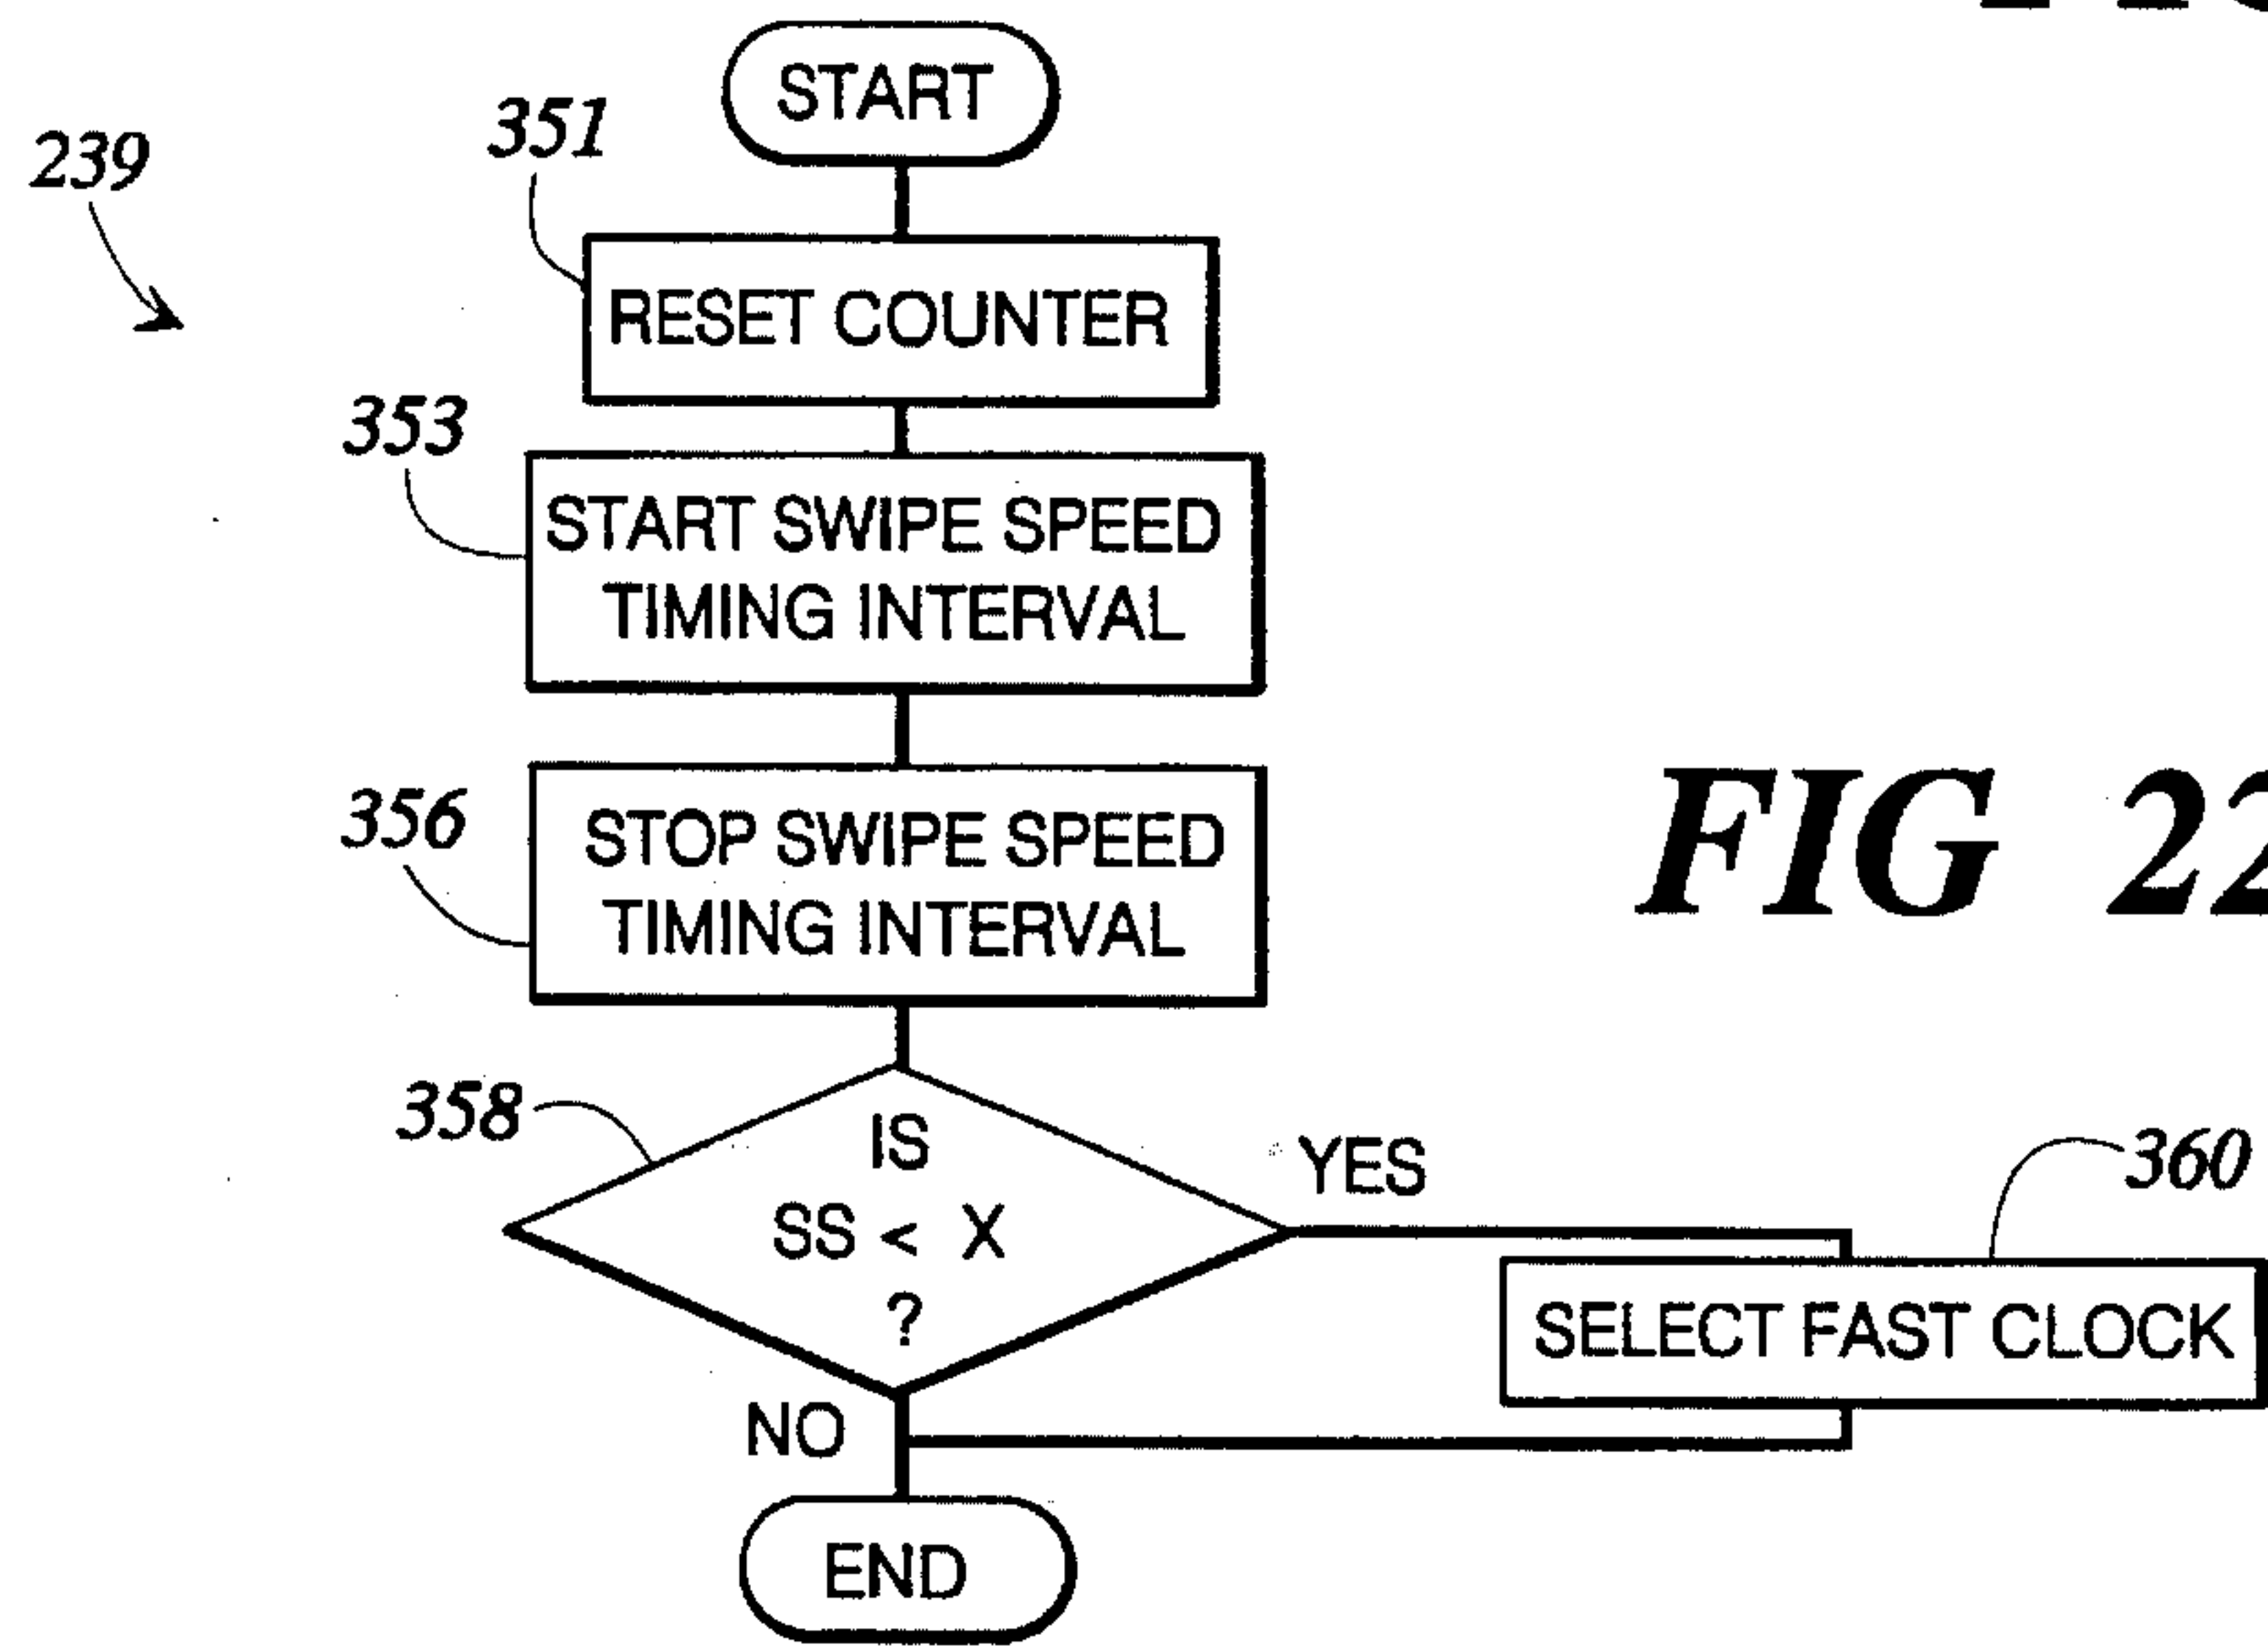 START
351
239
RESET COUNTER
353
START SWIPE SPEED
TIMING INTERVAL
356
STOP SWIPE SPEED
TIMING INTERVAL
FIG 22
358
IS
SS < X
?
YES
360
SELECT FAST CLOCK
NO
END